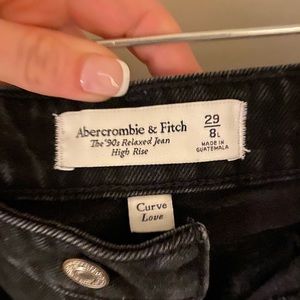 Abercrombie & Fitch
The '90s Relaxed Jean
High Rise
29
8L
MADE IN
GUATEMALA
Curve
Love